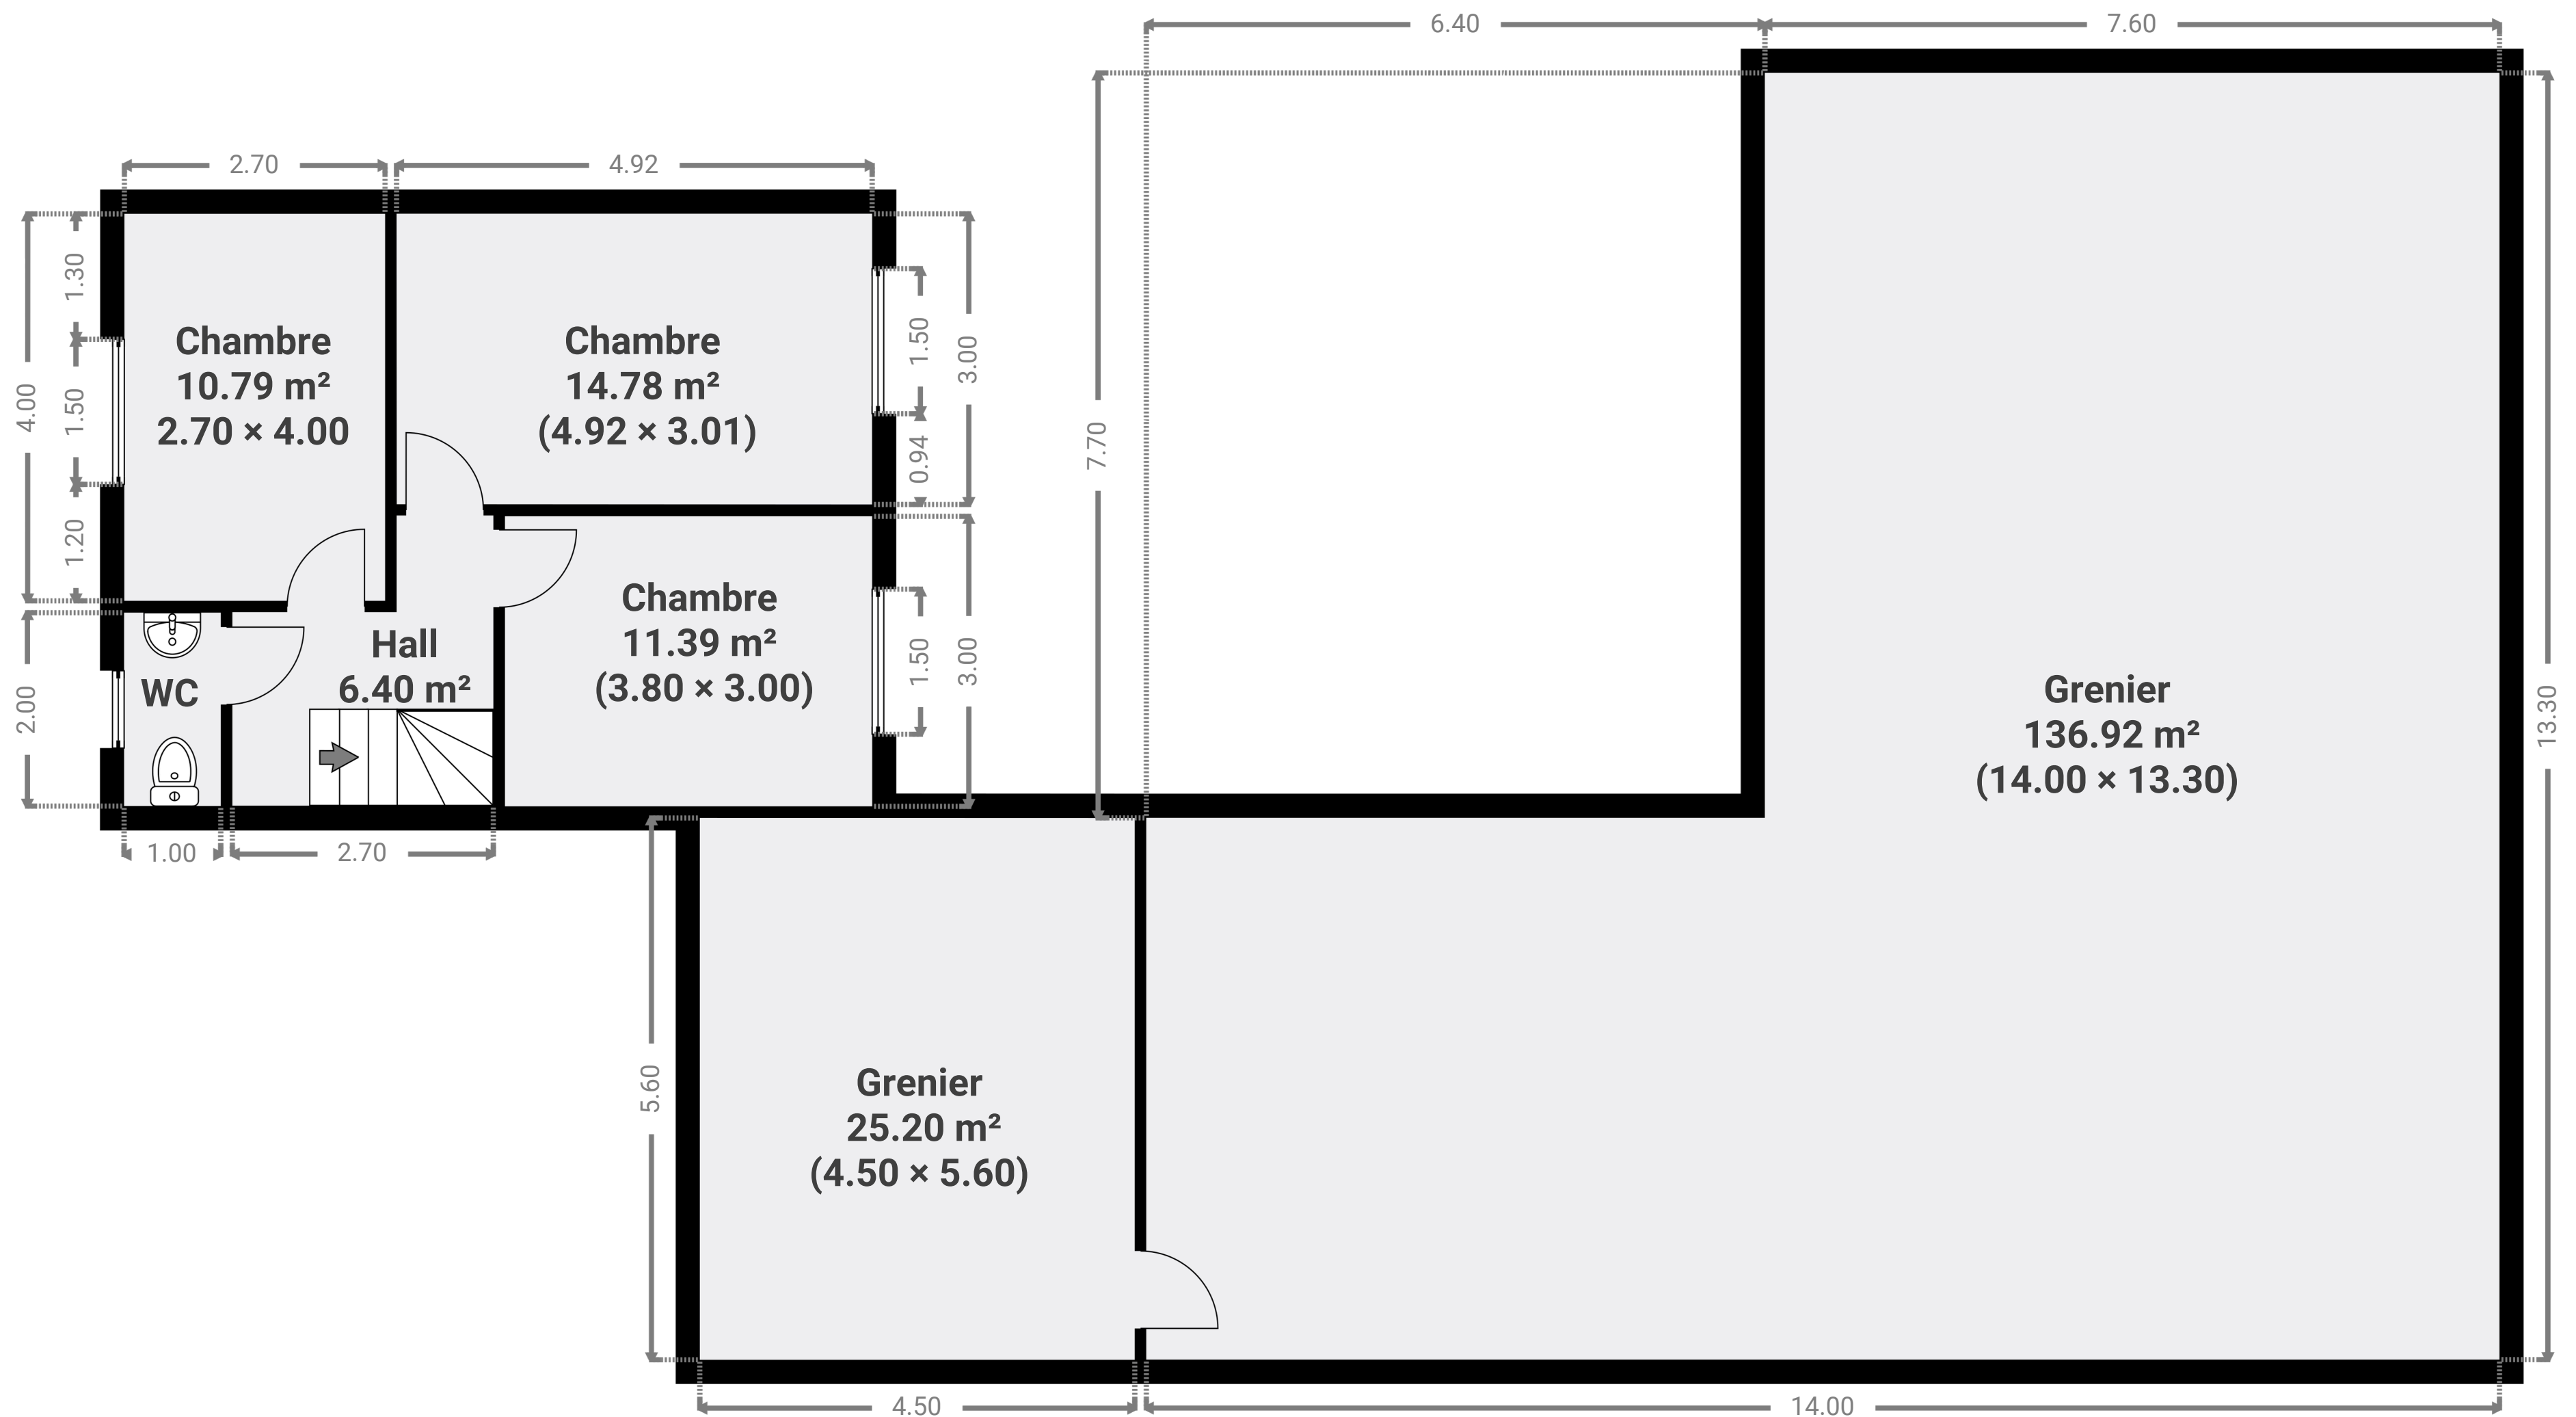 6.40
7.60
2.70
4.92
1.30
4.00
1.50
1.20
2.00
Chambre
10.79 m²
2.70 × 4.00
Chambre
14.78 m²
(4.92 × 3.01)
1.50
3.00
0.94
7.70
Chambre
11.39 m²
(3.80 × 3.00)
1.50
3.00
Hall
6.40 m²
WC
Grenier
136.92 m²
(14.00 × 13.30)
13.30
1.00
2.70
5.60
Grenier
25.20 m²
(4.50 × 5.60)
4.50
14.00